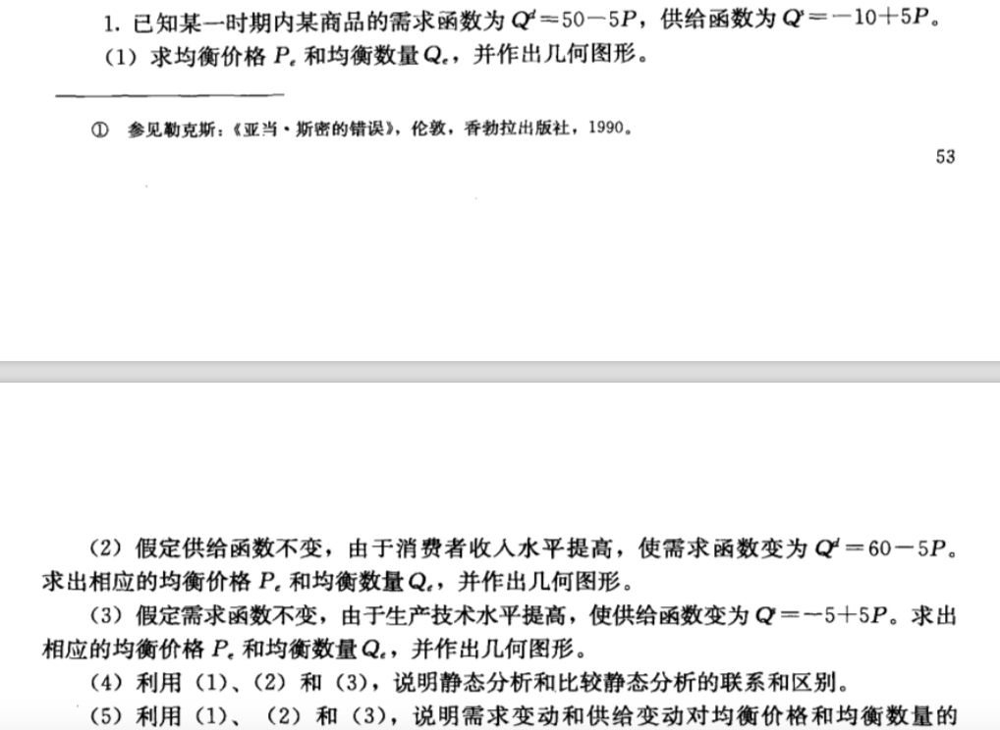 1. 已知某一时期内某商品的需求函数为 Qᵈ=50-5P，供给函数为 Qˢ=-10+5P。
(1) 求均衡价格 Pₑ 和均衡数量 Qₑ，并作出几何图形。
① 参见勒克斯：《亚当·斯密的错误》，伦敦，香勃拉出版社，1990。
53
(2) 假定供给函数不变，由于消费者收入水平提高，使需求函数变为 Qᵈ=60-5P。
求出相应的均衡价格 Pₑ 和均衡数量 Qₑ，并作出几何图形。
(3) 假定需求函数不变，由于生产技术水平提高，使供给函数变为 Qˢ=-5+5P。求出
相应的均衡价格 Pₑ 和均衡数量 Qₑ，并作出几何图形。
(4) 利用 (1)、(2) 和 (3)，说明静态分析和比较静态分析的联系和区别。
(5) 利用 (1)、 (2) 和 (3)，说明需求变动和供给变动对均衡价格和均衡数量的